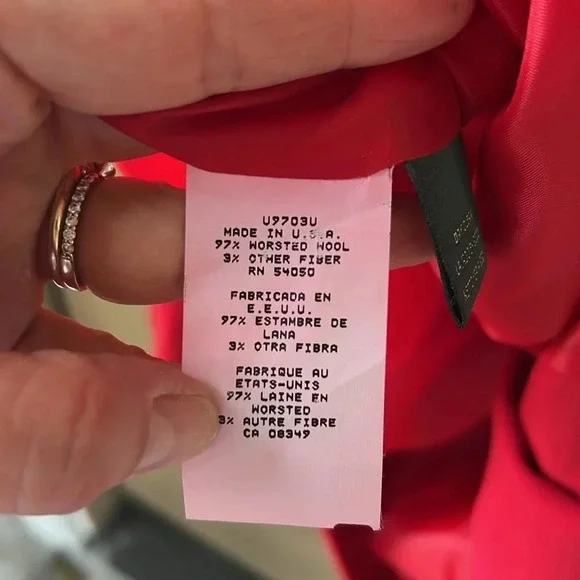 U9703U
MADE IN U.S.A.
97% WORSTED WOOL
3% OTHER FIBER
RN 54050
FABRICADA EN
E.E.U.U.
97% ESTAMBRE DE
LANA
3% OTRA FIBRA
FABRIQUE AU
ETATS-UNIS
97% LAINE EN
WORSTED
3% AUTRE FIBRE
CA 08349